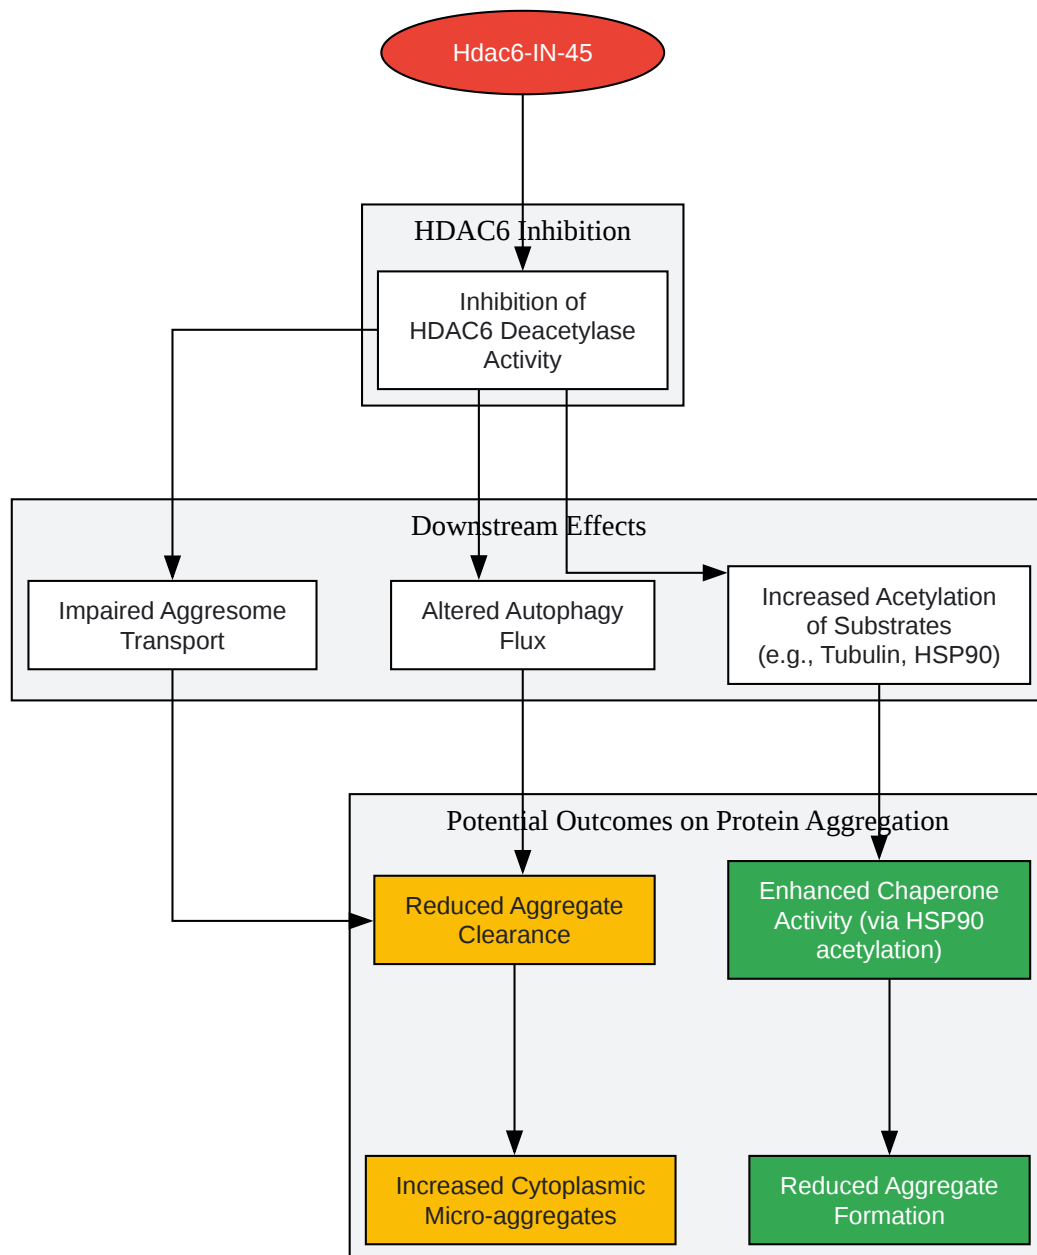 Hdac6-IN-45
HDAC6 Inhibition
Inhibition of
HDAC6 Deacetylase
Activity
Downstream Effects
Impaired Aggresome
Transport
Altered Autophagy
Flux
Increased Acetylation
of Substrates
(e.g., Tubulin, HSP90)
Potential Outcomes on Protein Aggregation
Reduced Aggregate
Clearance
Enhanced Chaperone
Activity (via HSP90
acetylation)
Increased Cytoplasmic
Micro-aggregates
Reduced Aggregate
Formation